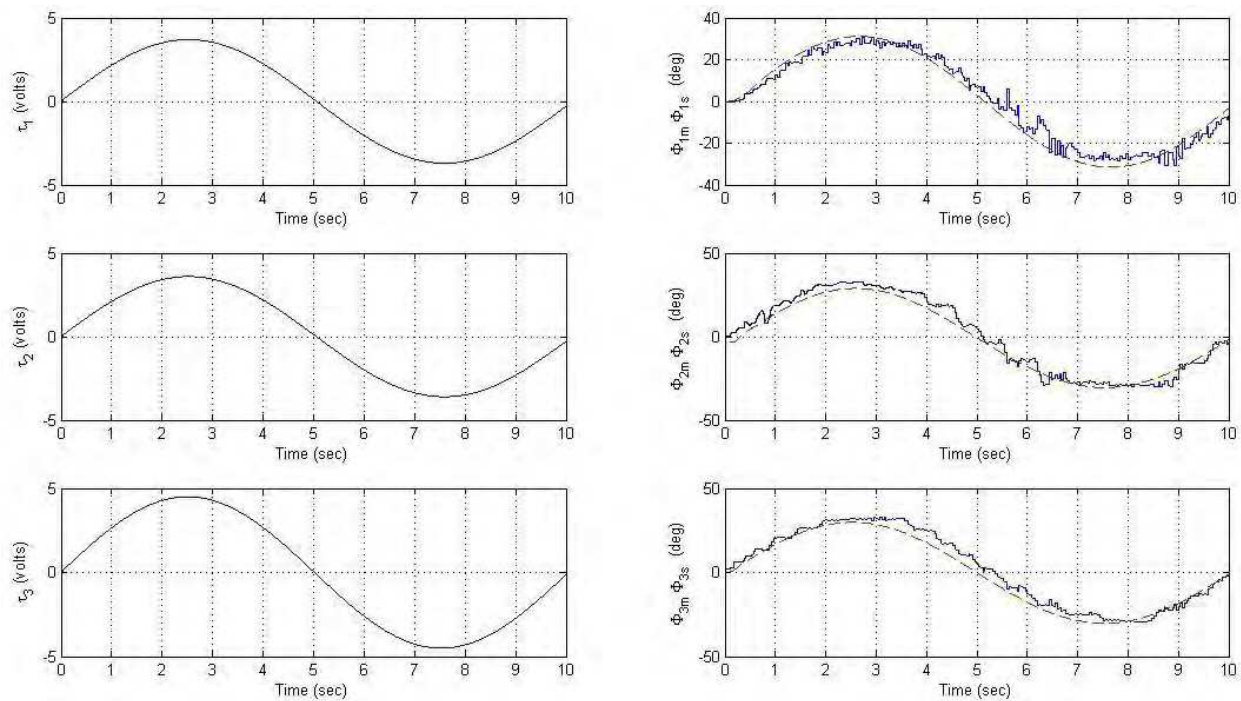 5
0
-5
τ1 (volts)
0 1 2 3 4 5 6 7 8 9 10
Time (sec)
40
20
0
-20
-40
Φ1m Φ1s (deg)
0 1 2 3 4 5 6 7 8 9 10
Time (sec)
5
0
-5
τ2 (volts)
0 1 2 3 4 5 6 7 8 9 10
Time (sec)
50
0
-50
Φ2m Φ2s (deg)
0 1 2 3 4 5 6 7 8 9 10
Time (sec)
5
0
-5
τ3 (volts)
0 1 2 3 4 5 6 7 8 9 10
Time (sec)
50
0
-50
Φ3m Φ3s (deg)
0 1 2 3 4 5 6 7 8 9 10
Time (sec)